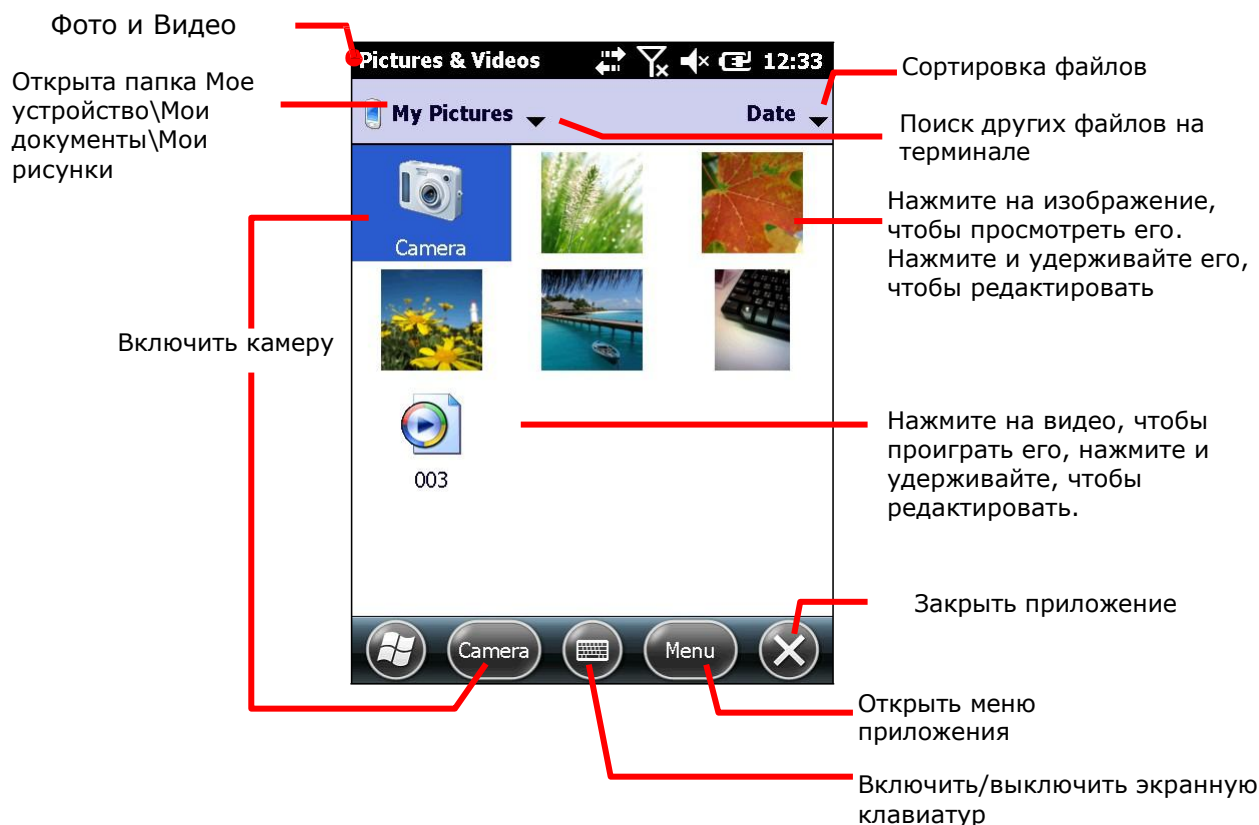 Фото и Видео
Открыта папка Мое
устройство\Мои
документы\Мои
рисунки
Включить камеру
Pictures & Videos 12:33
My Pictures Date
Camera
003
Camera Menu
Сортировка файлов
Поиск других файлов на
терминале
Нажмите на изображение,
чтобы просмотреть его.
Нажмите и удерживайте его,
чтобы редактировать
Нажмите на видео, чтобы
проиграть его, нажмите и
удерживайте, чтобы
редактировать.
Закрыть приложение
Открыть меню
приложения
Включить/выключить экранную
клавиатур